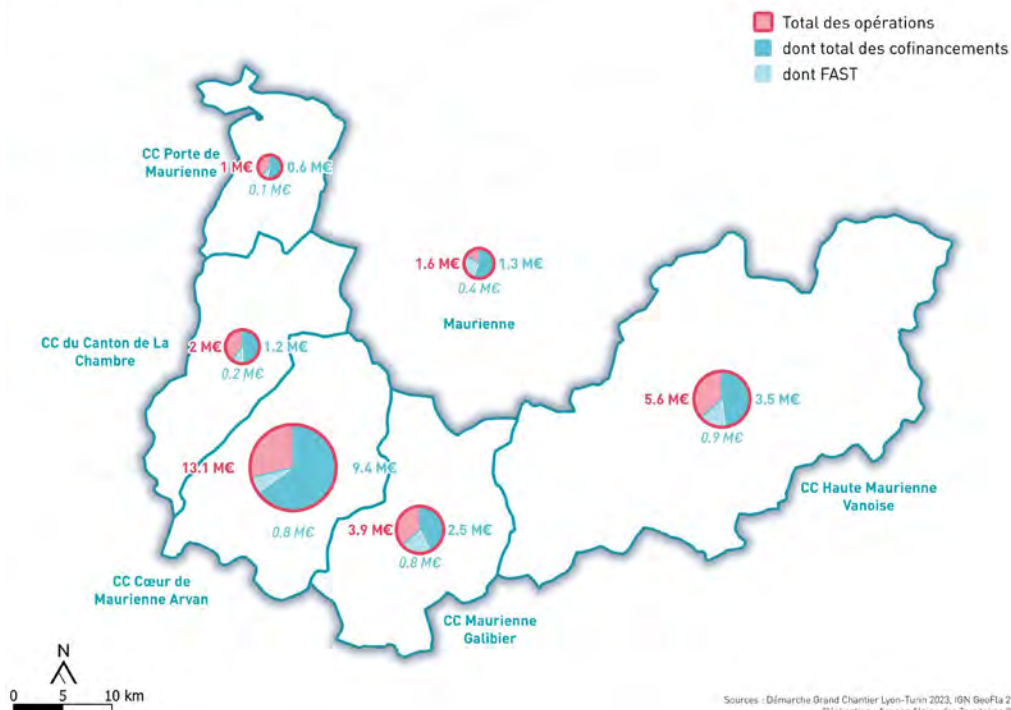 Total des opérations
dont total des cofinancements
dont FAST
CC Porte de
Maurienne
1 M€
0.6 M€
0.1 M€
1.6 M€
1.3 M€
0.4 M€
Maurienne
CC du Canton de La
Chambre
2 M€
1.2 M€
0.2 M€
5.6 M€
3.5 M€
0.9 M€
CC Haute Maurienne
Vanoise
13.1 M€
9.4 M€
0.8 M€
CC Cœur de
Maurienne Arvan
3.9 M€
2.5 M€
0.8 M€
CC Maurienne
Galibier
N
0 5 10 km
Sources : Démarche Grand Chantier Lyon-Turin 2023, IGN GeoFla 2